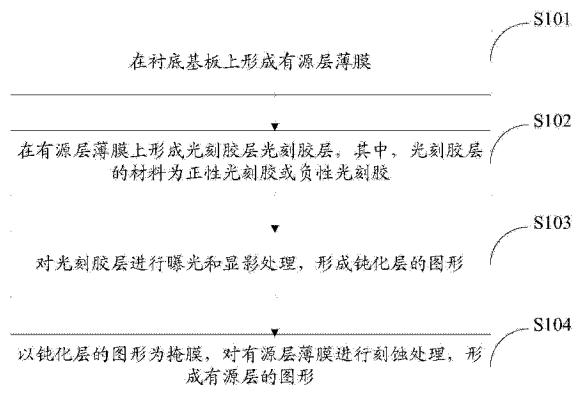 S101
在衬底基板上形成有源层薄膜
S102
在有源层薄膜上形成光刻胶层光刻胶层，其中，光刻胶层
的材料为正性光刻胶或负性光刻胶
S103
对光刻胶层进行曝光和显影处理，形成钝化层的图形
S104
以钝化层的图形为掩膜，对有源层薄膜进行刻蚀处理，形
成有源层的图形